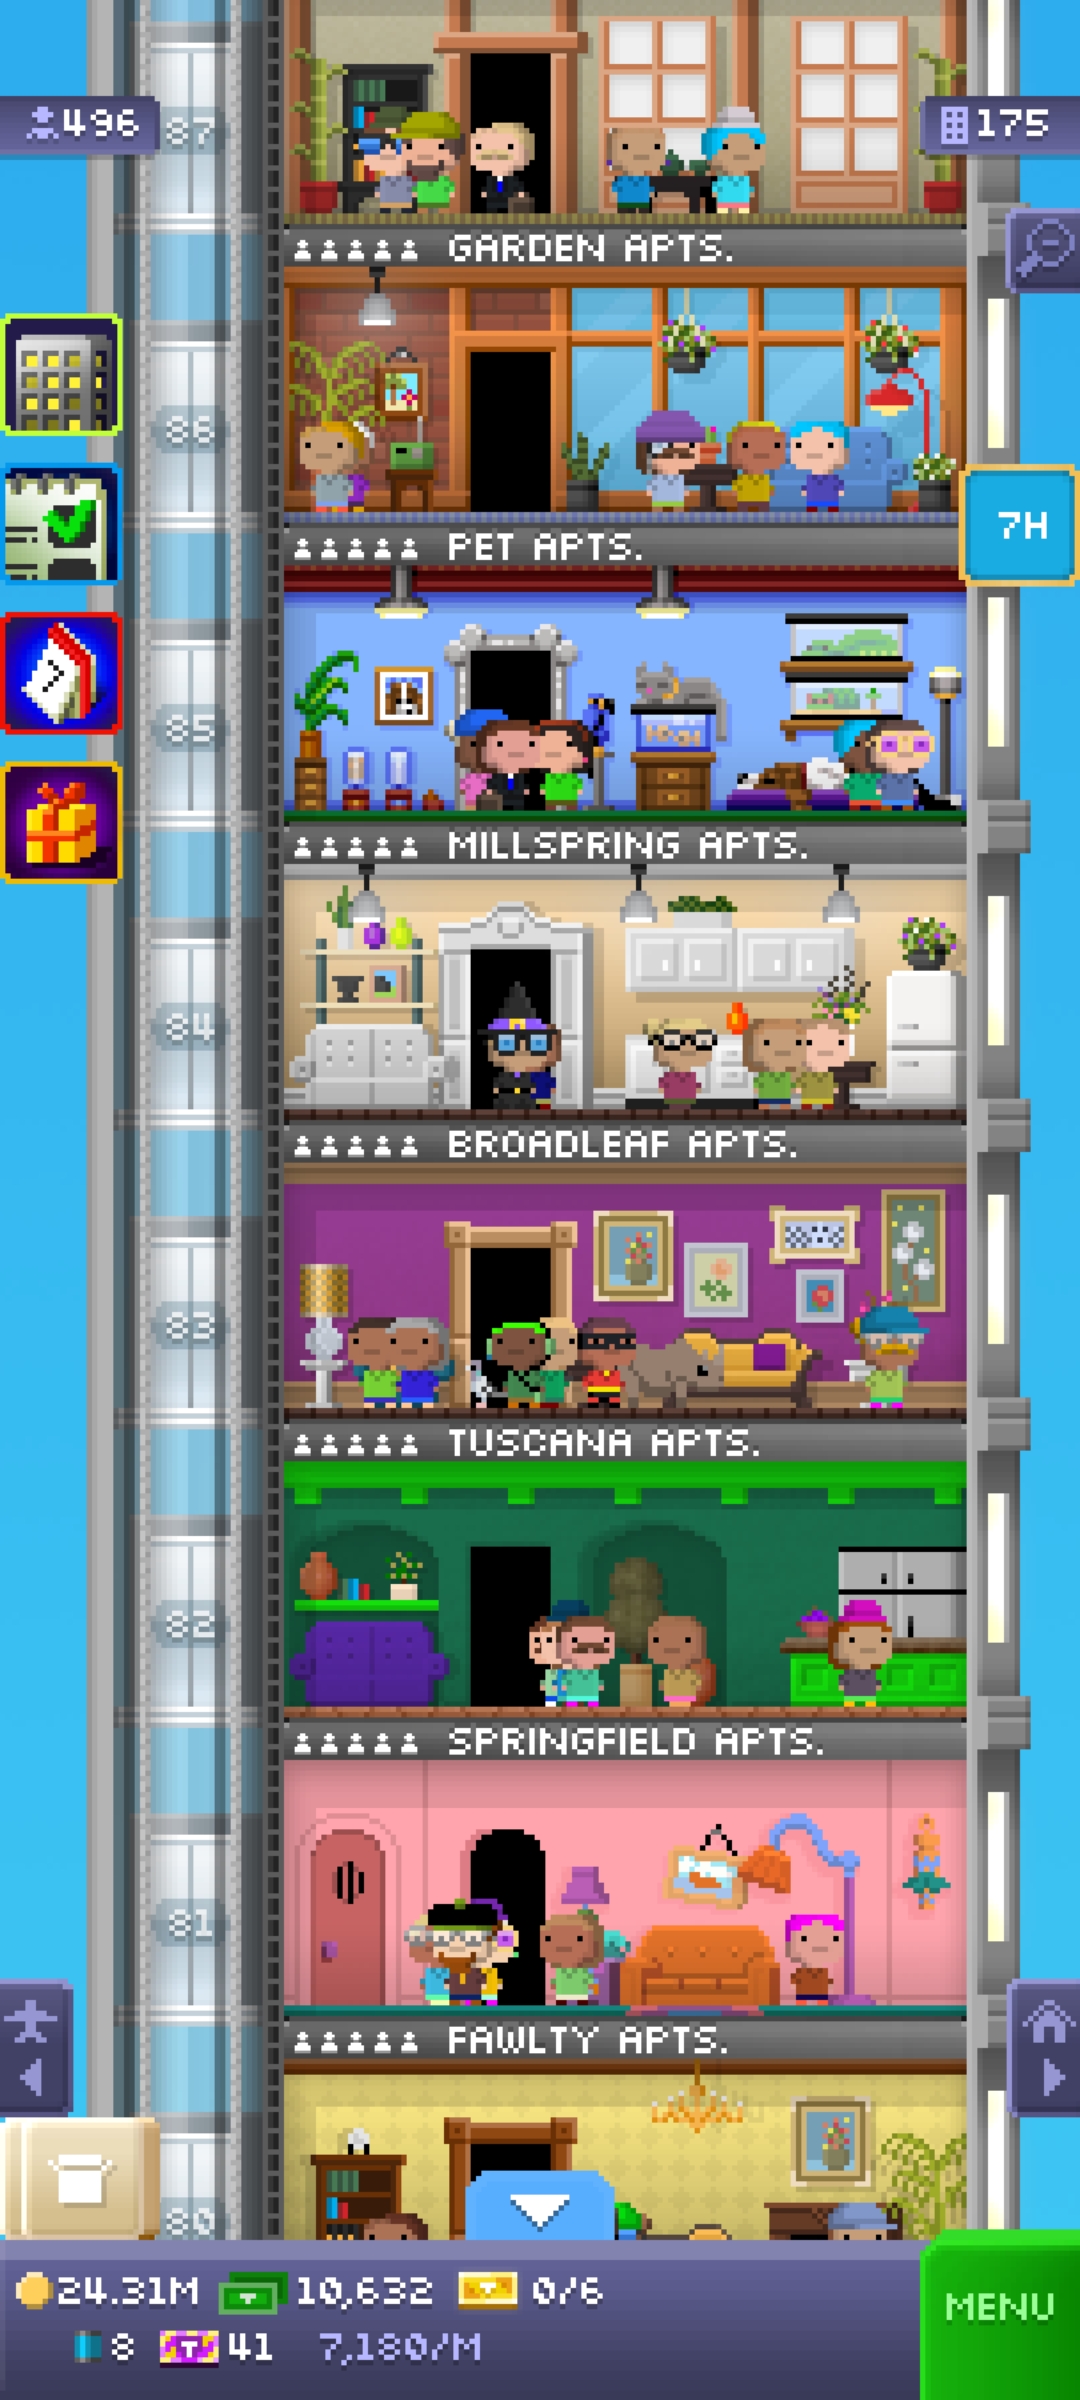 496
87
175
GARDEN APTS.
86
PET APTS.
7H
85
MILLSPRING APTS.
84
BROADLEAF APTS.
83
TUSCANA APTS.
82
SPRINGFIELD APTS.
81
FAWLTY APTS.
80
24.31M 10,632 0/6
MENU
8 41 7,180/M